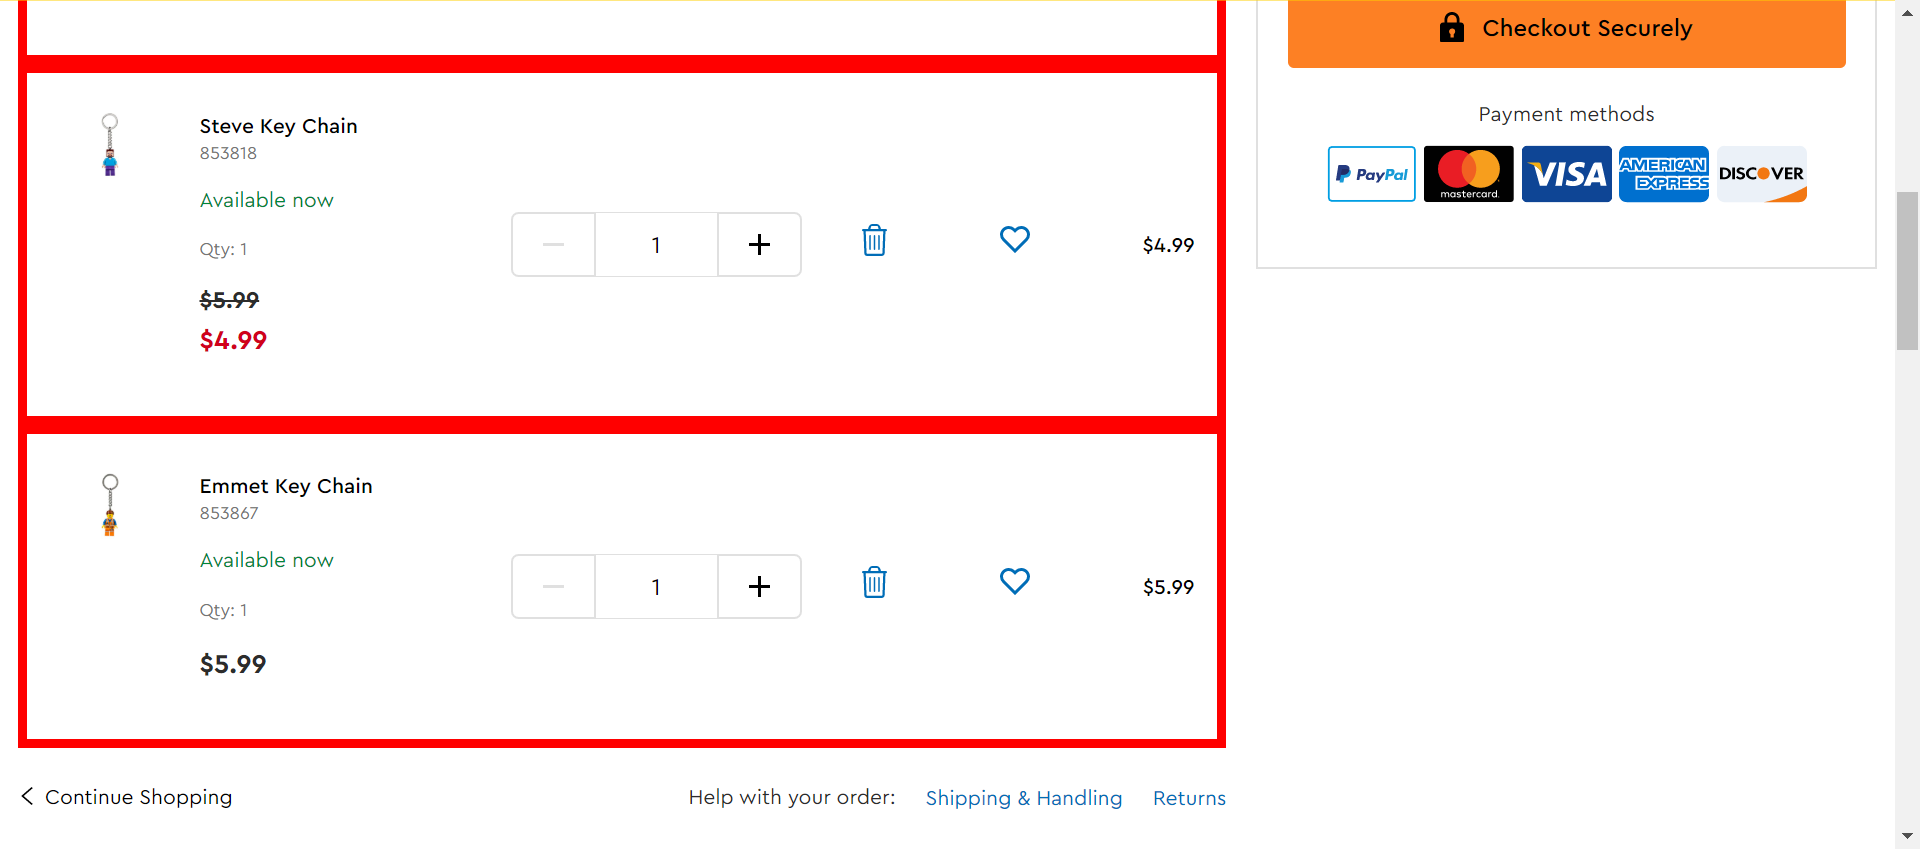 Checkout Securely
Payment methods
PayPal
mastercard.
VISA
AMERICAN
EXPRESS
DISCOVER
Steve Key Chain
853818
Available now
Qty: 1
$5.99
$4.99
1
$4.99
Emmet Key Chain
853867
Available now
Qty: 1
$5.99
1
$5.99
Continue Shopping
Help with your order: Shipping & Handling Returns